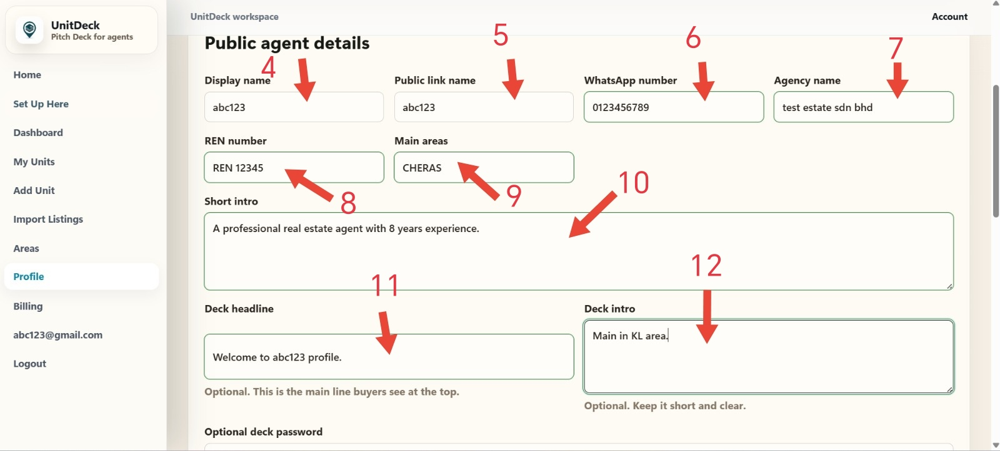 UnitDeck
Pitch Deck for agents
Home
Set Up Here
Dashboard
My Units
Add Unit
Import Listings
Areas
Profile
Billing
abc123@gmail.com
Logout
UnitDeck workspace
Account
Public agent details
4
5
6
7
Display name
Public link name
WhatsApp number
Agency name
abc123
abc123
0123456789
test estate sdn bhd
REN number
Main areas
REN 12345
CHERAS
8
9
10
Short intro
A professional real estate agent with 8 years experience.
11
12
Deck headline
Deck intro
Welcome to abc123 profile.
Main in KL area.
Optional. This is the main line buyers see at the top.
Optional. Keep it short and clear.
Optional deck password